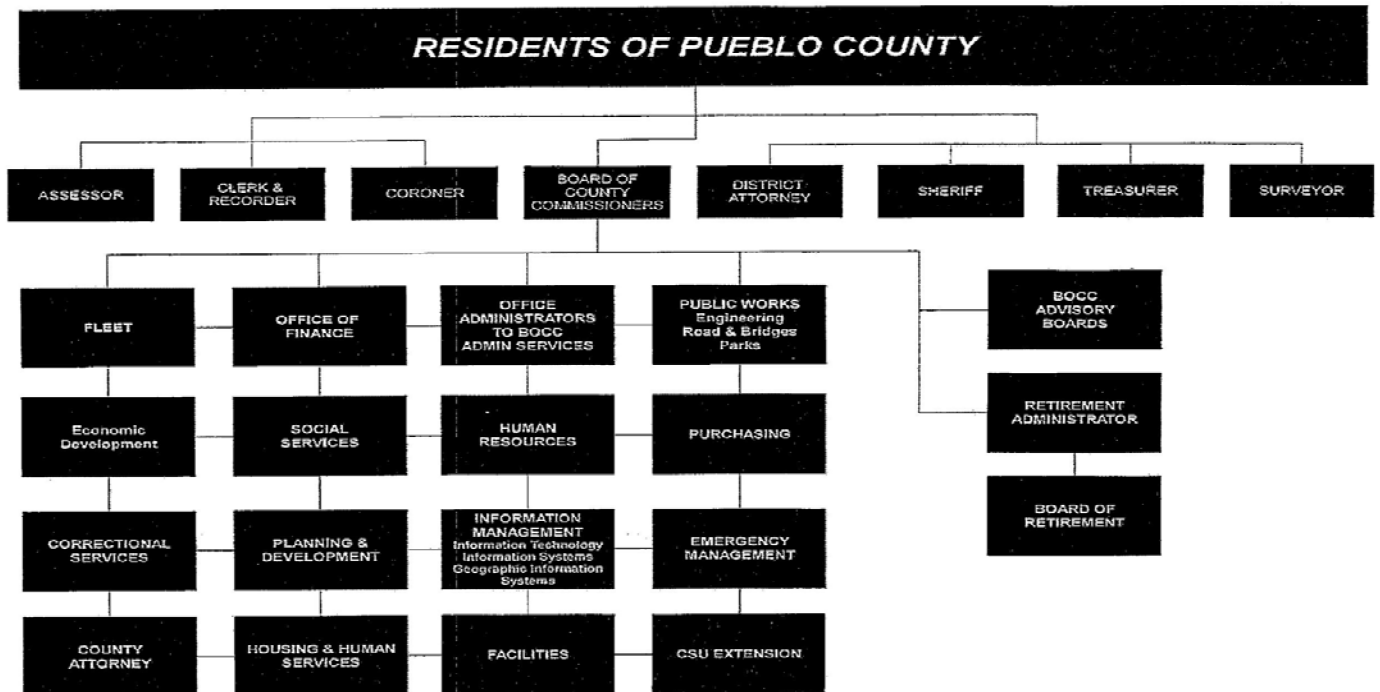 RESIDENTS OF PUEBLO COUNTY
ASSESSOR
CLERK &
RECORDER
CORONER
BOARD OF
COUNTY
COMMISSIONERS
DISTRICT
ATTORNEY
SHERIFF
TREASURER
SURVEYOR
FLEET
OFFICE OF
FINANCE
OFFICE
ADMINISTRATORS
TO BOCC
ADMIN SERVICES
PUBLIC WORKS
Engineering
Road & Bridges
Parks
BOCC
ADVISORY
BOARDS
Economic
Development
SOCIAL
SERVICES
HUMAN
RESOURCES
PURCHASING
RETIREMENT
ADMINISTRATOR
CORRECTIONAL
SERVICES
PLANNING &
DEVELOPMENT
INFORMATION
MANAGEMENT
Information Technology
Information Systems
Geographic Information
Systems
EMERGENCY
MANAGEMENT
BOARD OF
RETIREMENT
COUNTY
ATTORNEY
HOUSING & HUMAN
SERVICES
FACILITIES
CSU EXTENSION